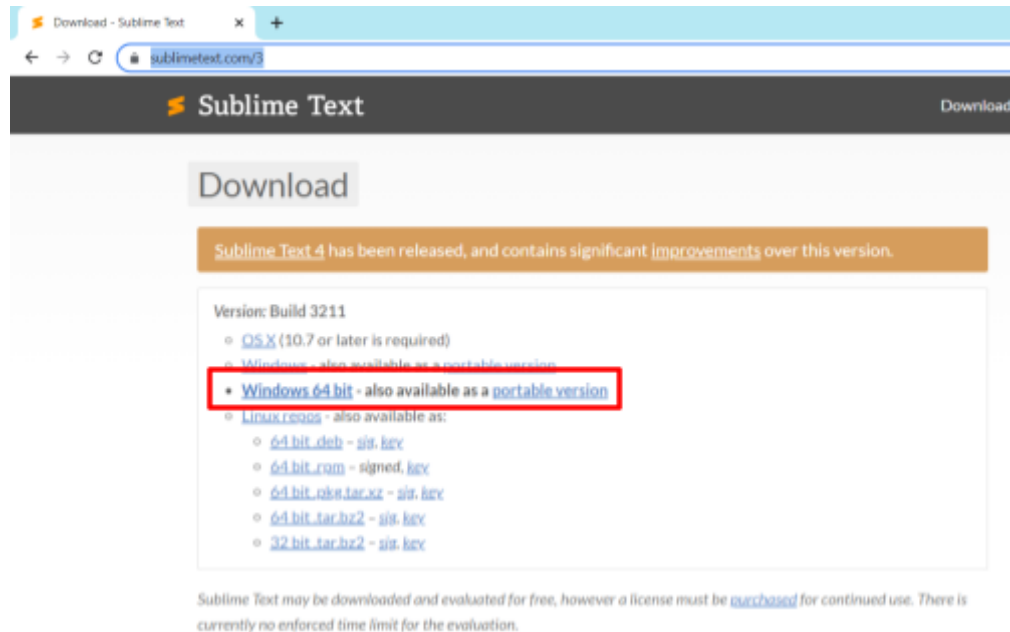 Download - Sublime Text
sublimetext.com/3
Sublime Text
Download
Download
Sublime Text 4 has been released, and contains significant improvements over this version.
Version: Build 3211
OS X (10.7 or later is required)
Windows - also available as a portable version
Windows 64 bit - also available as a portable version
Linux repos - also available as:
64 bit .deb – sig, key
64 bit .rpm – signed, key
64 bit .pkg.tar.xz – sig, key
64 bit .tar.bz2 – sig, key
32 bit .tar.bz2 – sig, key
Sublime Text may be downloaded and evaluated for free, however a license must be purchased for continued use. There is
currently no enforced time limit for the evaluation.